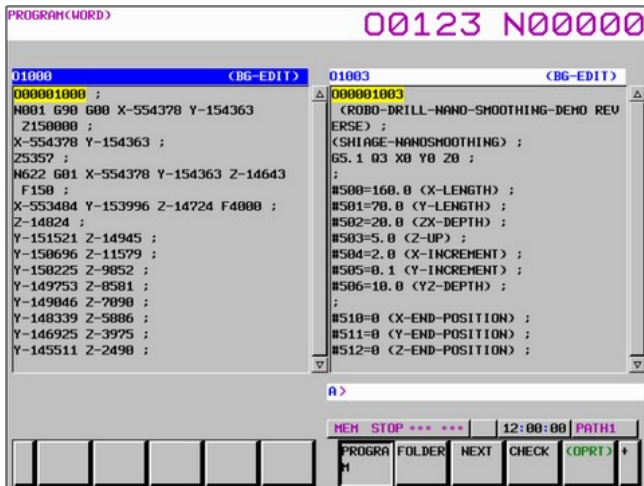 PROGRAM(WORD)
O0123 N00000
O1000 (BG-EDIT)
O00001000 ;
N001 G90 G00 X-554378 Y-154363
Z150000 ;
X-554378 Y-154363 ;
Z5357 ;
N622 G01 X-554378 Y-154363 Z-14643
F150 ;
X-553484 Y-153996 Z-14724 F4000 ;
Z-14824 ;
Y-151521 Z-14945 ;
Y-150696 Z-11579 ;
Y-150225 Z-9852 ;
Y-149753 Z-8581 ;
Y-149046 Z-7090 ;
Y-148339 Z-5886 ;
Y-146925 Z-3975 ;
Y-145511 Z-2490 ;
O1003 (BG-EDIT)
O00001003
(ROBO-DRILL-NANO-SMOOTHING-DEMO REV
ERSE) ;
(SHIAGE-NANOSMOOTHING) ;
G5.1 Q3 X0 Y0 Z0 ;
;
#500=160.0 (X-LENGTH) ;
#501=70.0 (Y-LENGTH) ;
#502=20.0 (ZX-DEPTH) ;
#503=5.0 (Z-UP) ;
#504=2.0 (X-INCREMENT) ;
#505=0.1 (Y-INCREMENT) ;
#506=10.0 (YZ-DEPTH) ;
;
#510=0 (X-END-POSITION) ;
#511=0 (Y-END-POSITION) ;
#512=0 (Z-END-POSITION) ;
A>
MEM STOP *** *** 12:00:00 PATH1
PROGRA
M FOLDER NEXT CHECK (OPRT) +